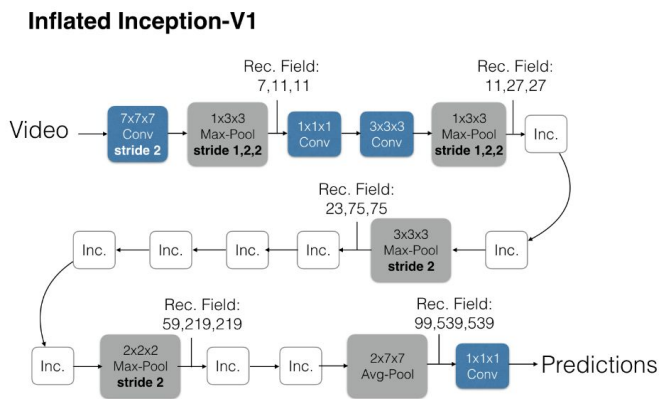 Inflated Inception-V1
Rec. Field:
7,11,11
Rec. Field:
11,27,27
Video
7x7x7
Conv
stride 2
1x3x3
Max-Pool
stride 1,2,2
1x1x1
Conv
3x3x3
Conv
1x3x3
Max-Pool
stride 1,2,2
Inc.
Rec. Field:
23,75,75
Inc.
Inc.
Inc.
Inc.
3x3x3
Max-Pool
stride 2
Inc.
Rec. Field:
59,219,219
Rec. Field:
99,539,539
Inc.
2x2x2
Max-Pool
stride 2
Inc.
Inc.
2x7x7
Avg-Pool
1x1x1
Conv
Predictions